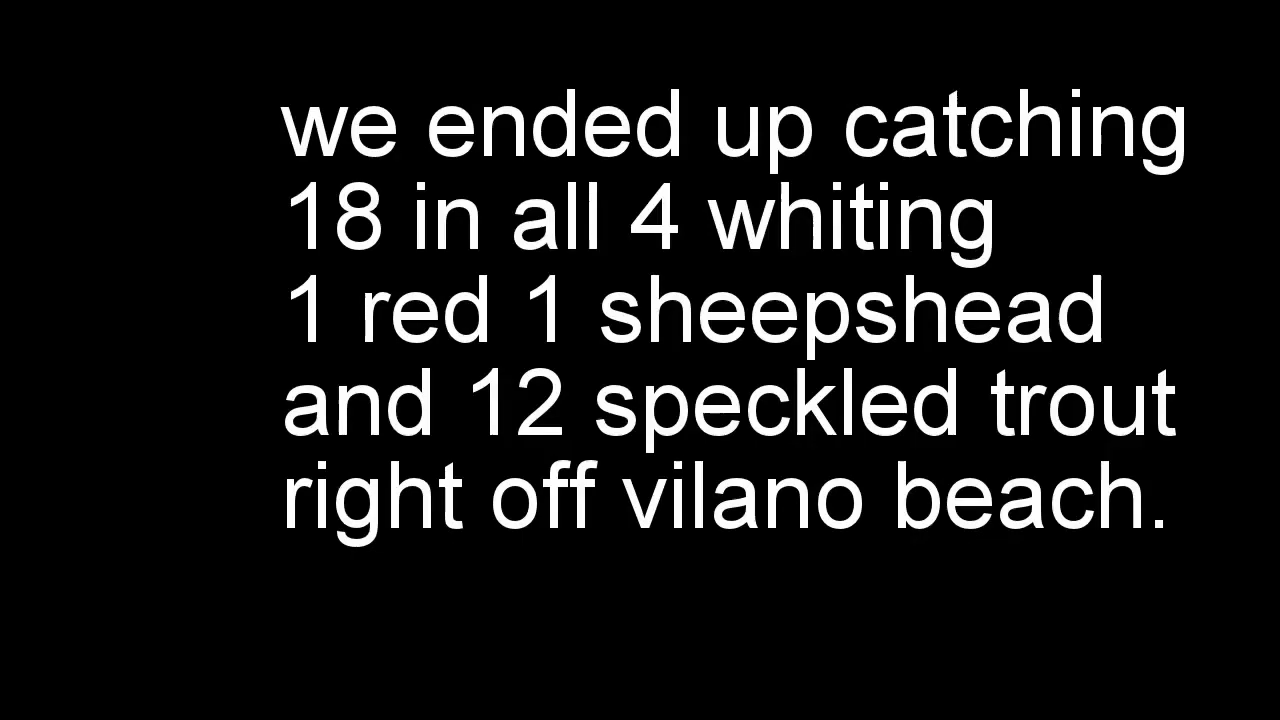 we ended up catching
18 in all 4 whiting
1 red 1 sheepshead
and 12 speckled trout
right off vilano beach.